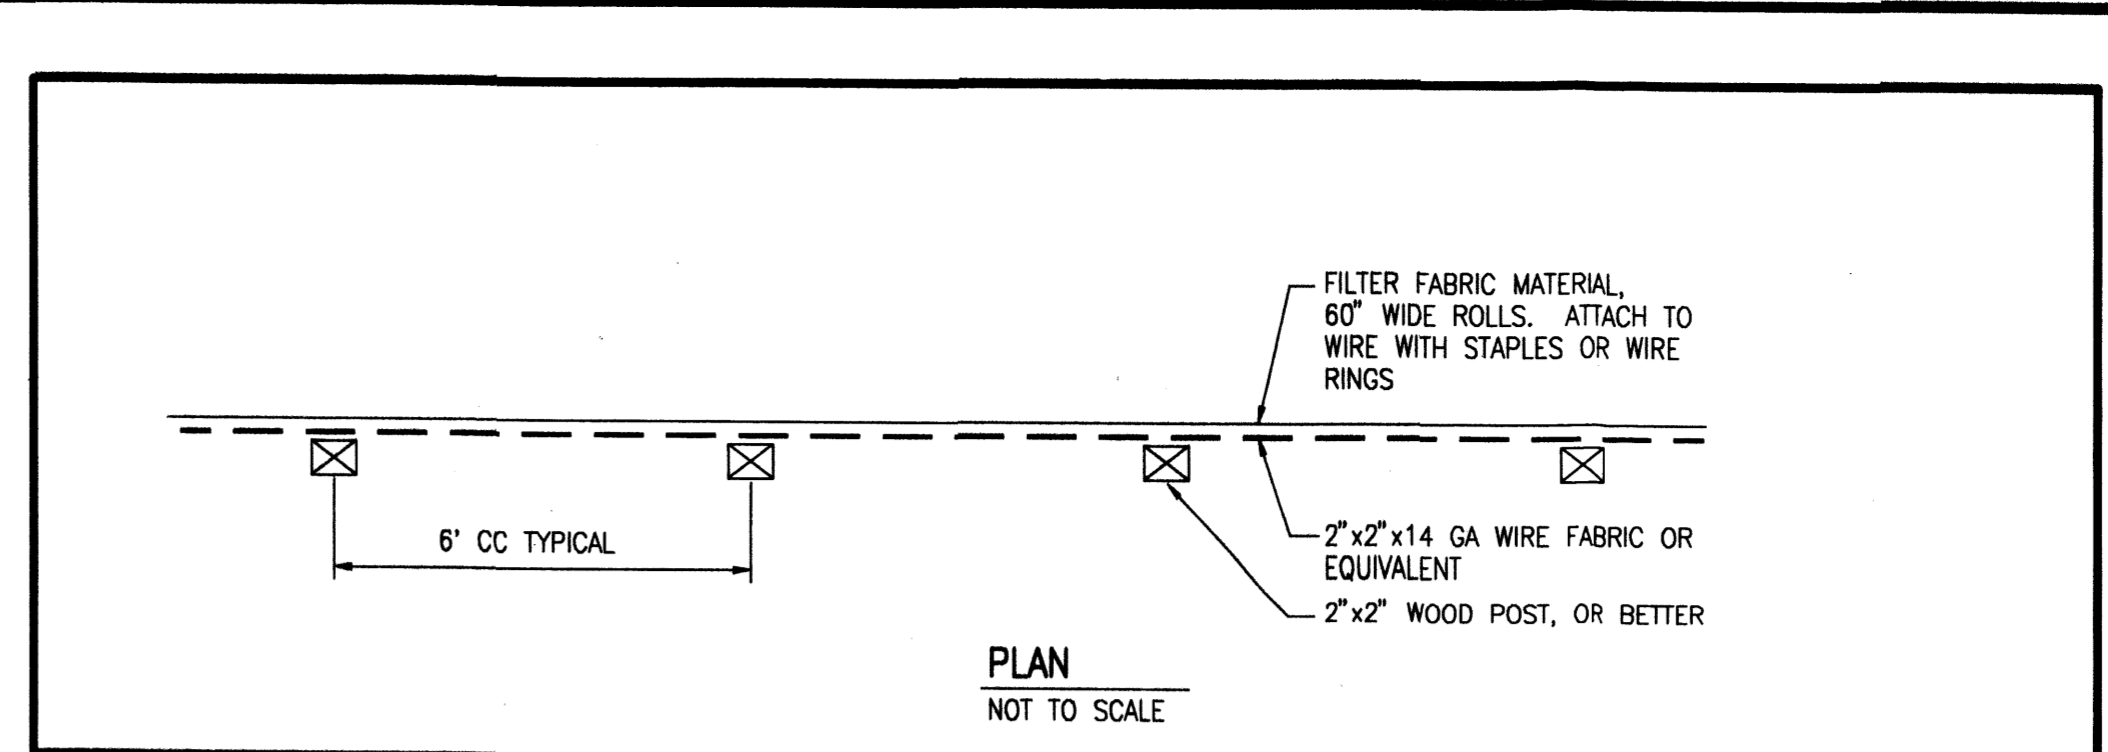 FILTER FABRIC MATERIAL,
60" WIDE ROLLS. ATTACH TO
WIRE WITH STAPLES OR WIRE
RINGS
6' CC TYPICAL
2"x2"x14 GA WIRE FABRIC OR
EQUIVALENT
2"x2" WOOD POST, OR BETTER
PLAN
NOT TO SCALE